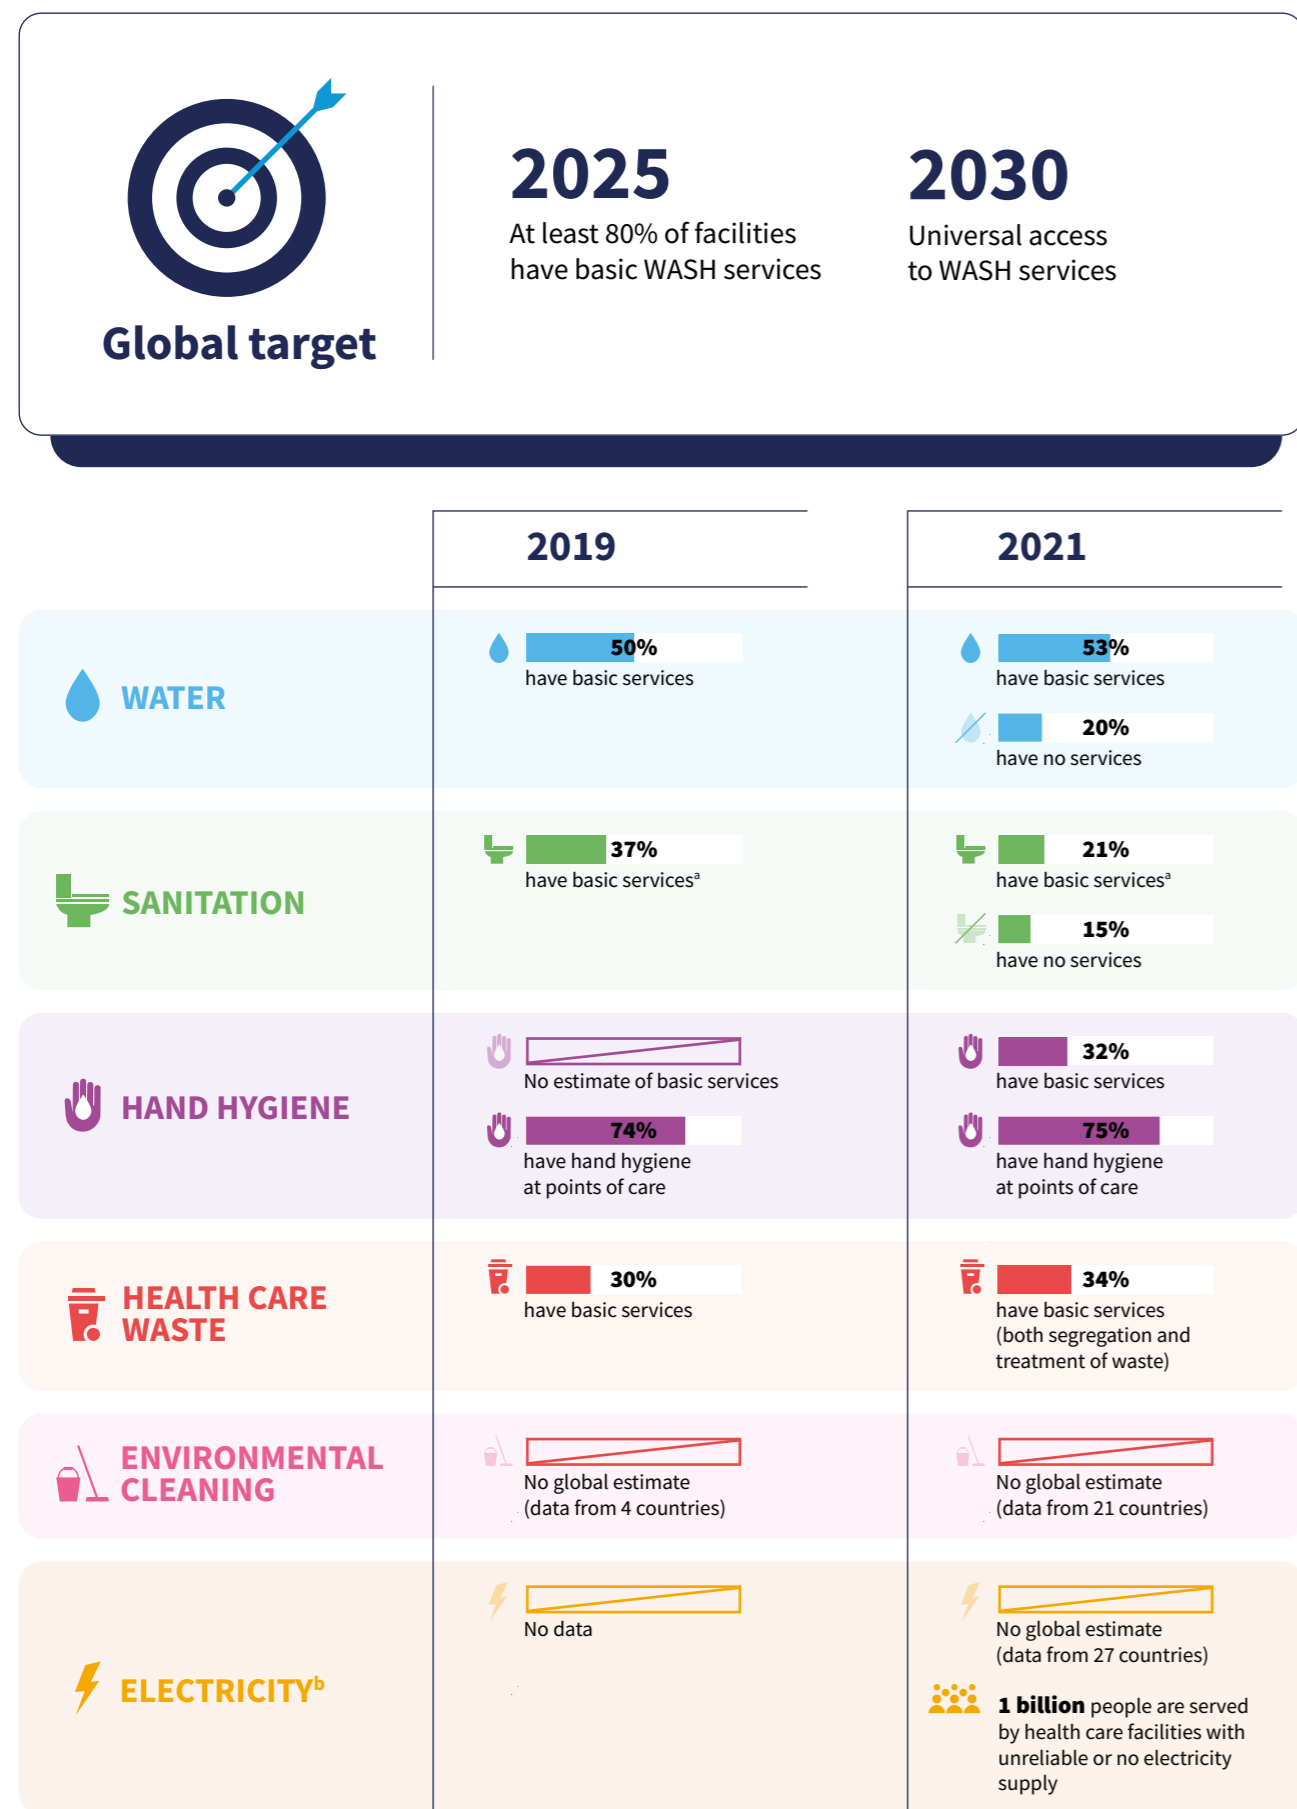 Global target
2025
At least 80% of facilities
have basic WASH services
2030
Universal access
to WASH services
2019
2021
WATER
50%
have basic services
53%
have basic services
20%
have no services
SANITATION
37%
have basic servicesᵃ
21%
have basic servicesᵃ
15%
have no services
HAND HYGIENE
No estimate of basic services
74%
have hand hygiene
at points of care
32%
have basic services
75%
have hand hygiene
at points of care
HEALTH CARE
WASTE
30%
have basic services
34%
have basic services
(both segregation and
treatment of waste)
ENVIRONMENTAL
CLEANING
No global estimate
(data from 4 countries)
No global estimate
(data from 21 countries)
ELECTRICITYᵇ
No data
No global estimate
(data from 27 countries)
1 billion people are served
by health care facilities with
unreliable or no electricity
supply